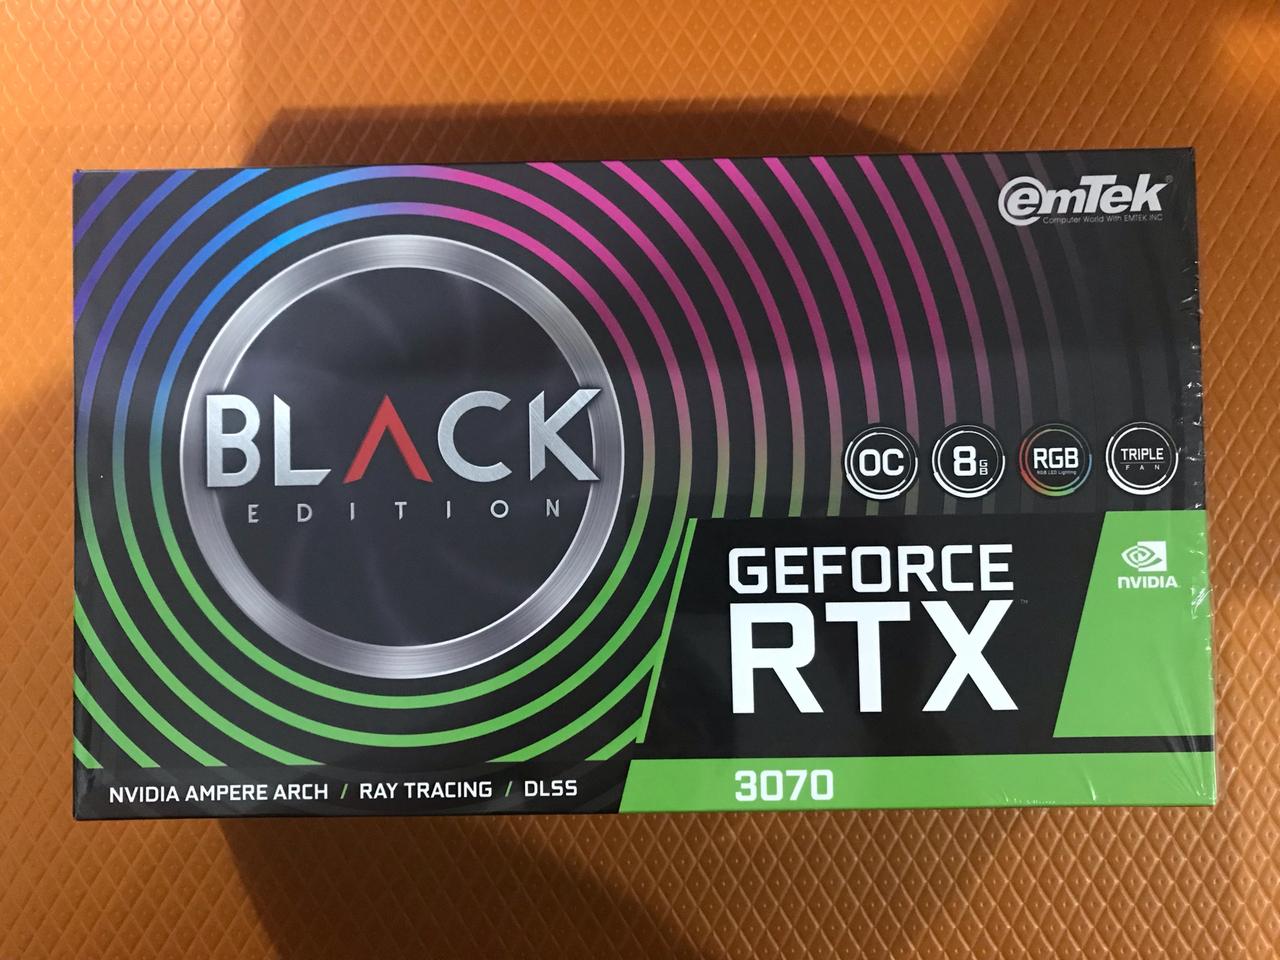 emTek®
Computer World With EMTEK INC
BLACK
EDITION
OC
8GB
RGB
RGB LED Lighting
TRIPLE
FAN
GEFORCE
RTX™
3070
NVIDIA
NVIDIA AMPERE ARCH / RAY TRACING / DLSS